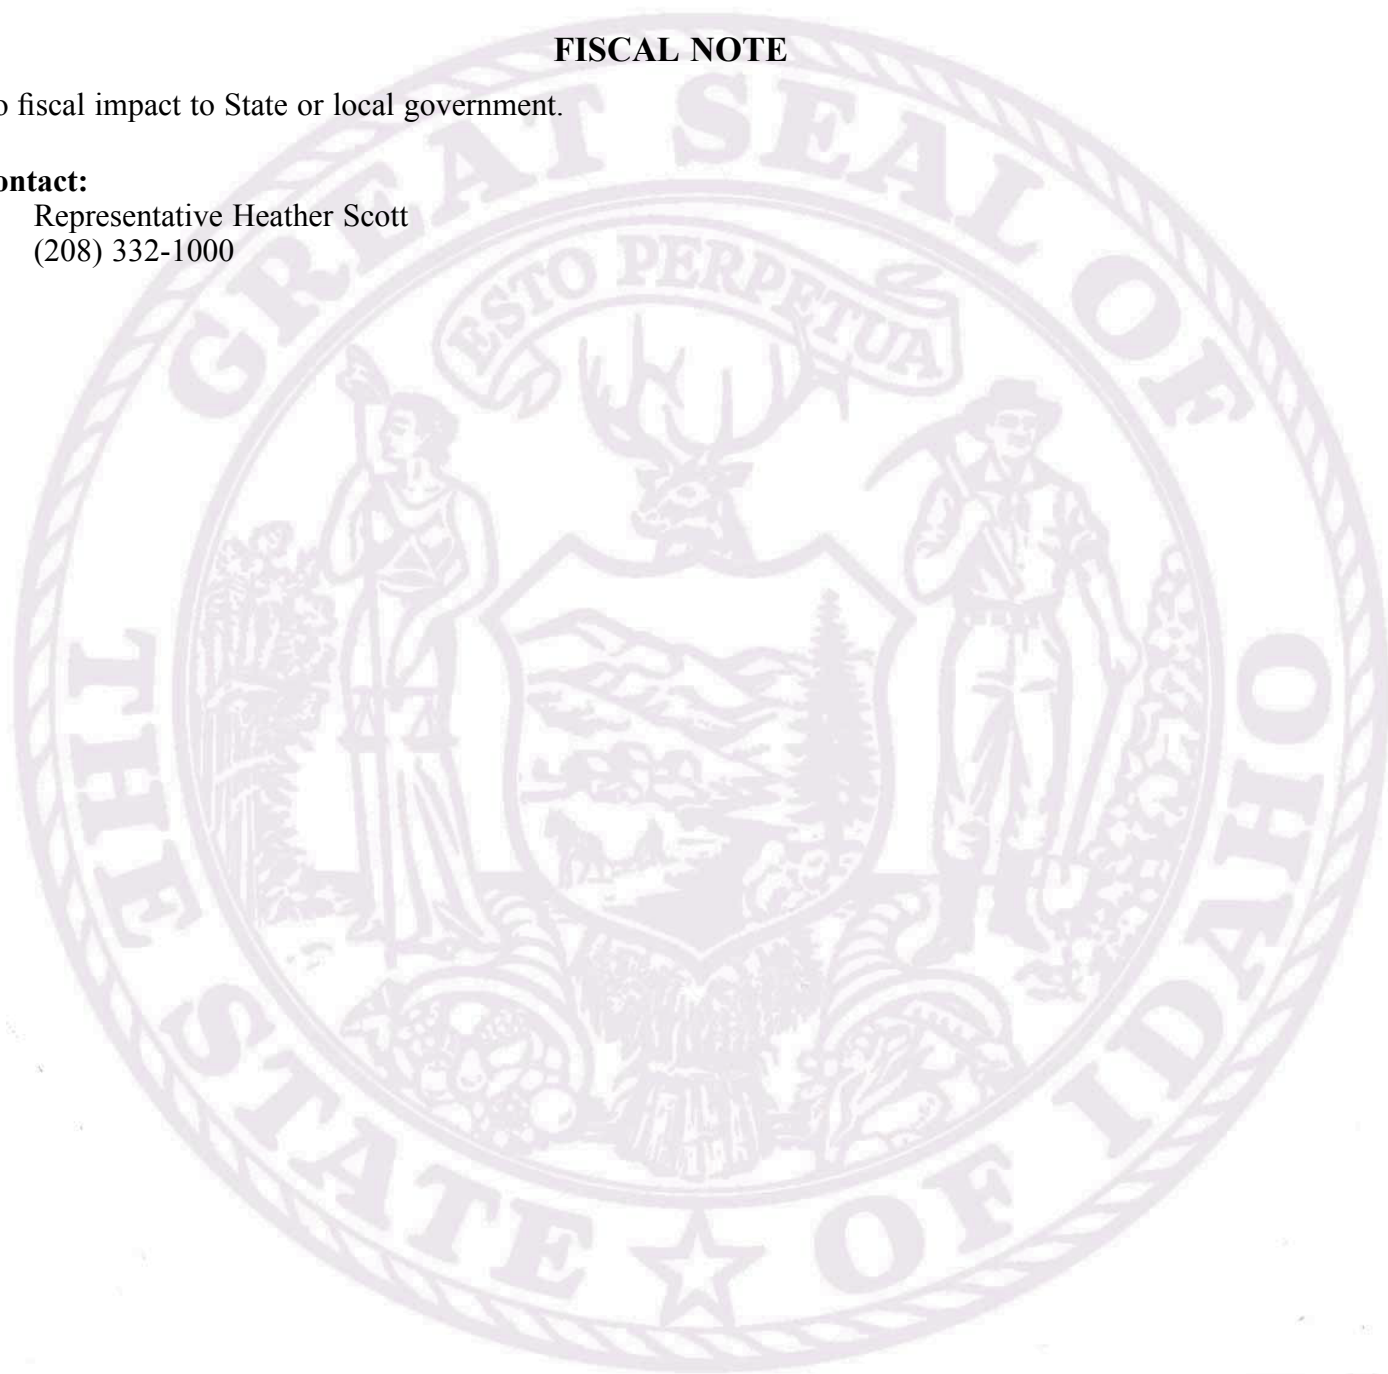 FISCAL NOTE
o fiscal impact to State or local government.
ontact:
Representative Heather Scott
(208) 332-1000
GREAT SEAL OF
ESTO PERPETUA
THE STATE OF IDAHO